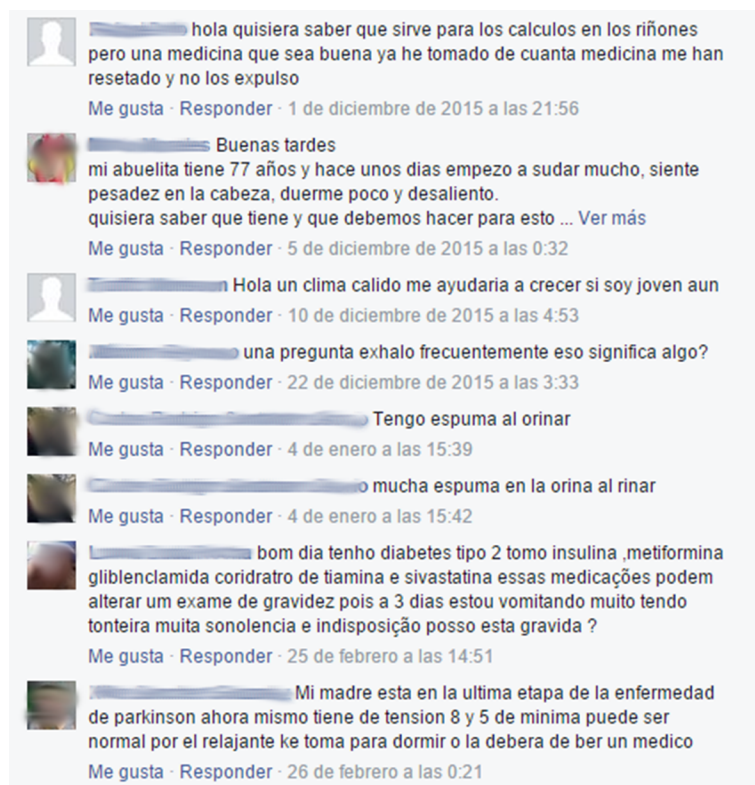 hola quisiera saber que sirve para los calculos en los riñones
pero una medicina que sea buena ya he tomado de cuanta medicina me han
resetado y no los expulso
Me gusta · Responder · 1 de diciembre de 2015 a las 21:56
Buenas tardes
mi abuelita tiene 77 años y hace unos dias empezo a sudar mucho, siente
pesadez en la cabeza, duerme poco y desaliento.
quisiera saber que tiene y que debemos hacer para esto ... Ver más
Me gusta · Responder · 5 de diciembre de 2015 a las 0:32
Hola un clima calido me ayudaria a crecer si soy joven aun
Me gusta · Responder · 10 de diciembre de 2015 a las 4:53
una pregunta exhalo frecuentemente eso significa algo?
Me gusta · Responder · 22 de diciembre de 2015 a las 3:33
Tengo espuma al orinar
Me gusta · Responder · 4 de enero a las 15:39
mucha espuma en la orina al rinar
Me gusta · Responder · 4 de enero a las 15:42
bom dia tenho diabetes tipo 2 tomo insulina ,metiformina
gliblenclamida coridratro de tiamina e sivastatina essas medicações podem
alterar um exame de gravidez pois a 3 dias estou vomitando muito tendo
tonteira muita sonolencia e indisposição posso esta gravida ?
Me gusta · Responder · 25 de febrero a las 14:51
Mi madre esta en la ultima etapa de la enfermedad
de parkinson ahora mismo tiene de tension 8 y 5 de minima puede ser
normal por el relajante ke toma para dormir o la debera de ber un medico
Me gusta · Responder · 26 de febrero a las 0:21